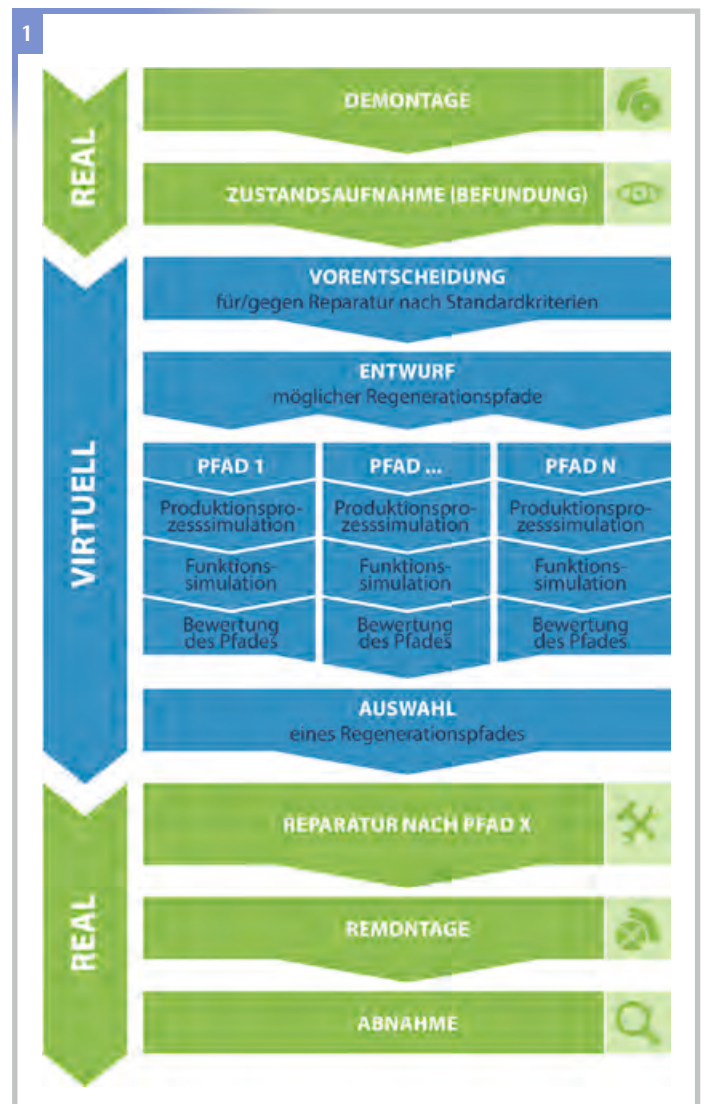 1
REAL
DEMONTAGE
ZUSTANDSAUFNAHME (BEFUNDUNG)
VIRTUELL
VORENTSCHEIDUNG
für/gegen Reparatur nach Standardkriterien
ENTWURF
möglicher Regenerationspfade
PFAD 1
Produktionspro-
zesssimulation
Funktions-
simulation
Bewertung
des Pfades
PFAD ...
Produktionspro-
zesssimulation
Funktions-
simulation
Bewertung
des Pfades
PFAD N
Produktionspro-
zesssimulation
Funktions-
simulation
Bewertung
des Pfades
AUSWAHL
eines Regenerationspfades
REAL
REPARATUR NACH PFAD X
REMONTAGE
ABNAHME